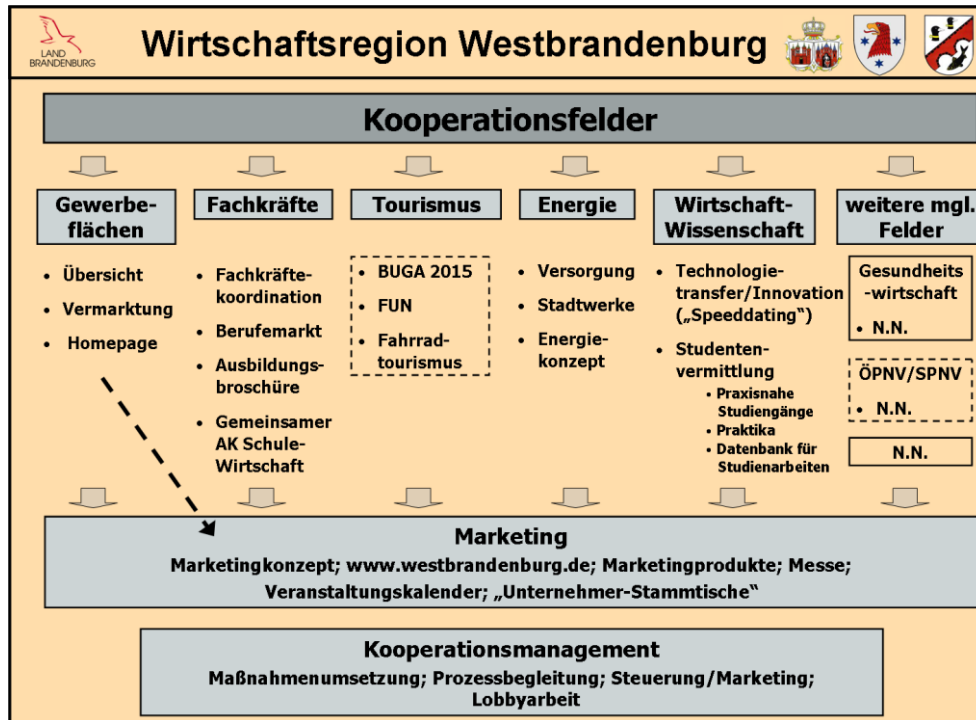 LAND
BRANDENBURG
Wirtschaftsregion Westbrandenburg
Kooperationsfelder
Gewerbe-
flächen
• Übersicht
• Vermarktung
• Homepage
Fachkräfte
• Fachkräfte-
koordination
• Berufemarkt
• Ausbildungs-
broschüre
• Gemeinsamer
AK Schule-
Wirtschaft
Tourismus
• BUGA 2015
• FUN
• Fahrrad-
tourismus
Energie
• Versorgung
• Stadtwerke
• Energie-
konzept
Wirtschaft-
Wissenschaft
• Technologie-
transfer/Innovation
(„Speeddating“)
• Studenten-
vermittlung
• Praxisnahe
Studiengänge
• Praktika
• Datenbank für
Studienarbeiten
weitere mgl.
Felder
Gesundheits
-wirtschaft
• N.N.
ÖPNV/SPNV
• N.N.
N.N.
Marketing
Marketingkonzept; www.westbrandenburg.de; Marketingprodukte; Messe;
Veranstaltungskalender; „Unternehmer-Stammtische“
Kooperationsmanagement
Maßnahmenumsetzung; Prozessbegleitung; Steuerung/Marketing;
Lobbyarbeit